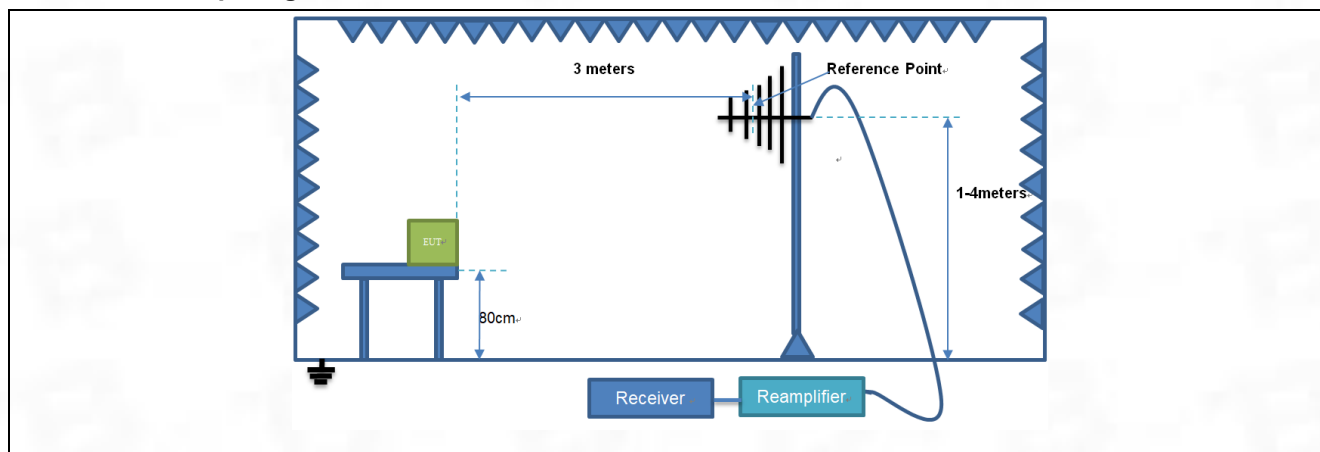 3 meters
Reference Point
EUT
1-4meters
80cm
Receiver
Reamplifier